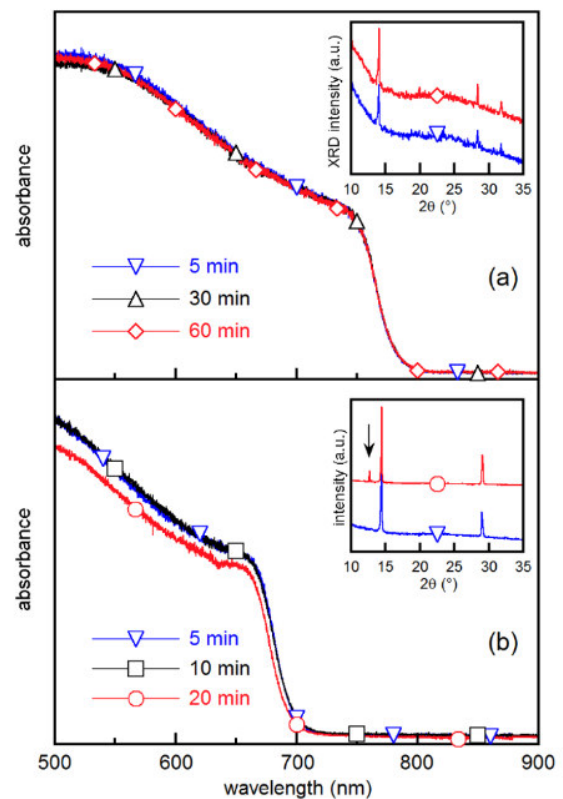 absorbance
5 min
30 min
60 min
(a)
XRD intensity (a.u.)
10 15 20 25 30 35
2θ (°)
absorbance
5 min
10 min
20 min
(b)
intensity (a.u.)
10 15 20 25 30 35
2θ (°)
500 600 700 800 900
wavelength (nm)